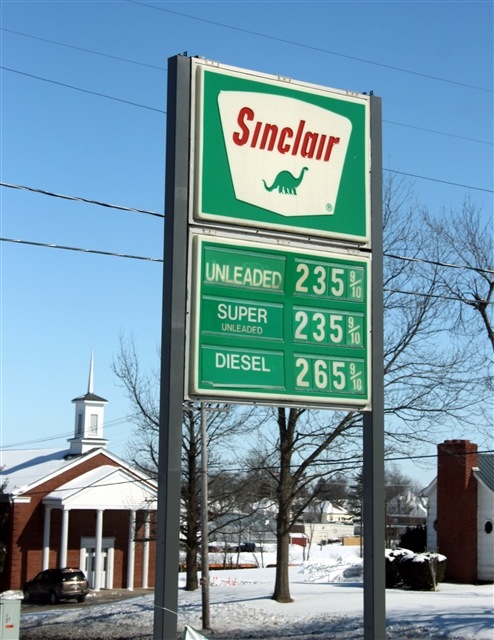 Sinclair
®
UNLEADED 235 9/10
SUPER
UNLEADED 235 9/10
DIESEL 265 9/10